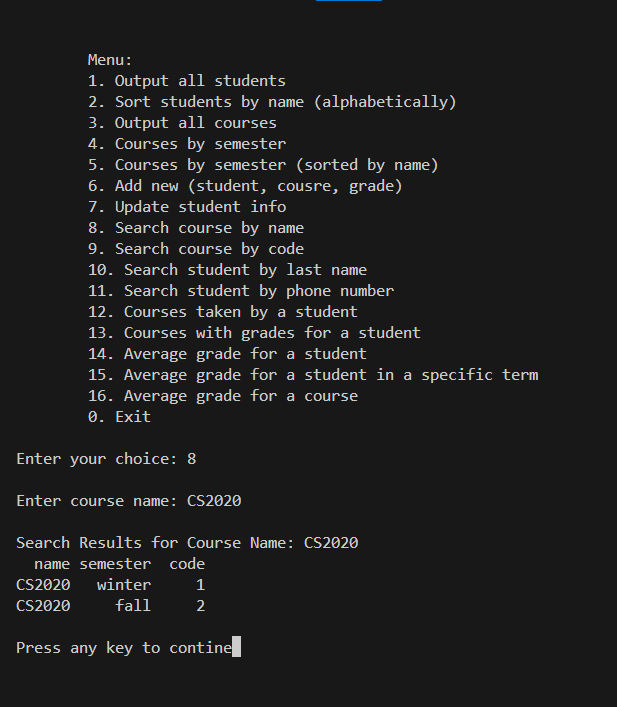 Menu:
1. Output all students
2. Sort students by name (alphabetically)
3. Output all courses
4. Courses by semester
5. Courses by semester (sorted by name)
6. Add new (student, cousre, grade)
7. Update student info
8. Search course by name
9. Search course by code
10. Search student by last name
11. Search student by phone number
12. Courses taken by a student
13. Courses with grades for a student
14. Average grade for a student
15. Average grade for a student in a specific term
16. Average grade for a course
0. Exit
Enter your choice: 8
Enter course name: CS2020
Search Results for Course Name: CS2020
name semester code
CS2020 winter 1
CS2020 fall 2
Press any key to contine